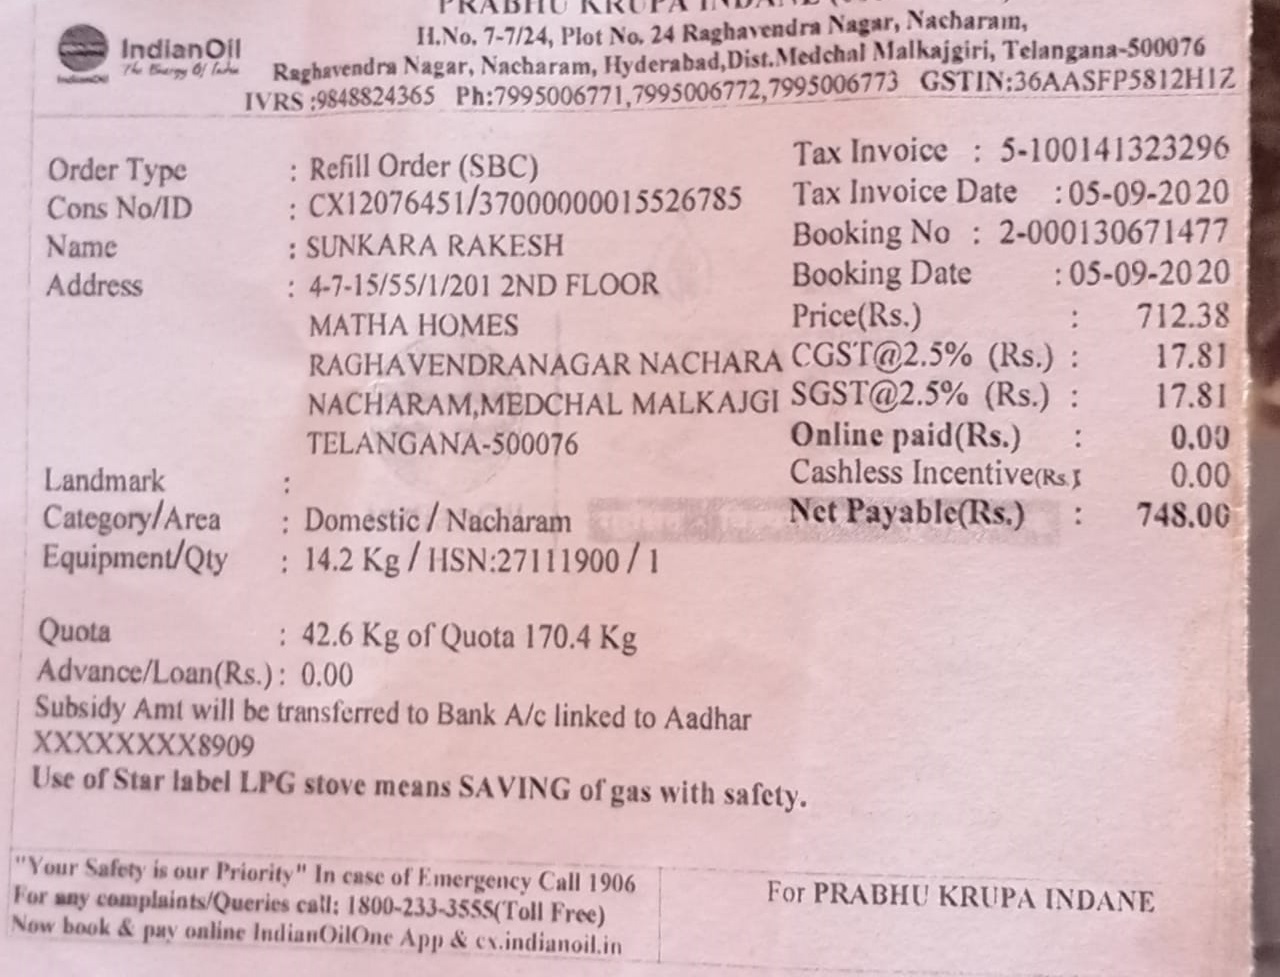 PRABHU KRUPA INDANE
H.No. 7-7/24, Plot No. 24 Raghavendra Nagar, Nacharam,
IndianOil
The Energy Of India
IndianOil
Raghavendra Nagar, Nacharam, Hyderabad,Dist.Medchal Malkajgiri, Telangana-500076
IVRS :9848824365 Ph:7995006771,7995006772,7995006773 GSTIN:36AASFP5812H1Z
Order Type : Refill Order (SBC)
Cons No/ID : CX12076451/37000000015526785
Name : SUNKARA RAKESH
Address : 4-7-15/55/1/201 2ND FLOOR
MATHA HOMES
RAGHAVENDRANAGAR NACHARA
NACHARAM,MEDCHAL MALKAJGI
TELANGANA-500076
Landmark :
Category/Area : Domestic / Nacharam
Equipment/Qty : 14.2 Kg / HSN:27111900 / 1
Tax Invoice : 5-100141323296
Tax Invoice Date :05-09-2020
Booking No : 2-000130671477
Booking Date :05-09-2020
Price(Rs.) : 712.38
CGST@2.5% (Rs.) : 17.81
SGST@2.5% (Rs.) : 17.81
Online paid(Rs.) : 0.00
Cashless Incentive(Rs.): 0.00
Net Payable(Rs.) : 748.00
Quota : 42.6 Kg of Quota 170.4 Kg
Advance/Loan(Rs.) : 0.00
Subsidy Amt will be transferred to Bank A/c linked to Aadhar
XXXXXXXX8909
Use of Star label LPG stove means SAVING of gas with safety.
"Your Safety is our Priority" In case of Emergency Call 1906
For any complaints/Queries call: 1800-233-3555(Toll Free)
Now book & pay online IndianOilOne App & cx.indianoil.in
For PRABHU KRUPA INDANE